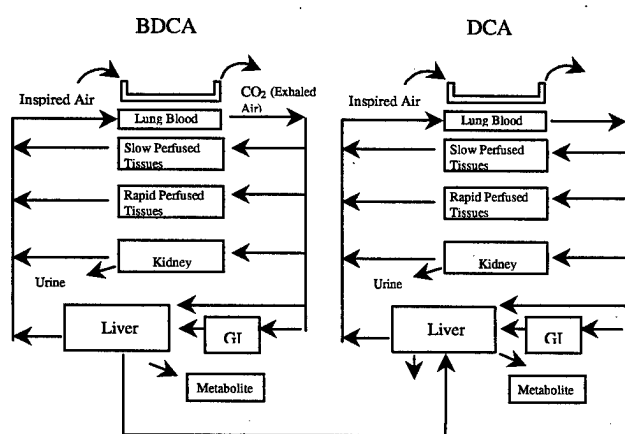 BDCA
Inspired Air
CO₂ (Exhaled
Air)
Lung Blood
Slow Perfused
Tissues
Rapid Perfused
Tissues
Kidney
Urine
Liver
GI
Metabolite
DCA
Inspired Air
Lung Blood
Slow Perfused
Tissues
Rapid Perfused
Tissues
Kidney
Urine
Liver
GI
Metabolite